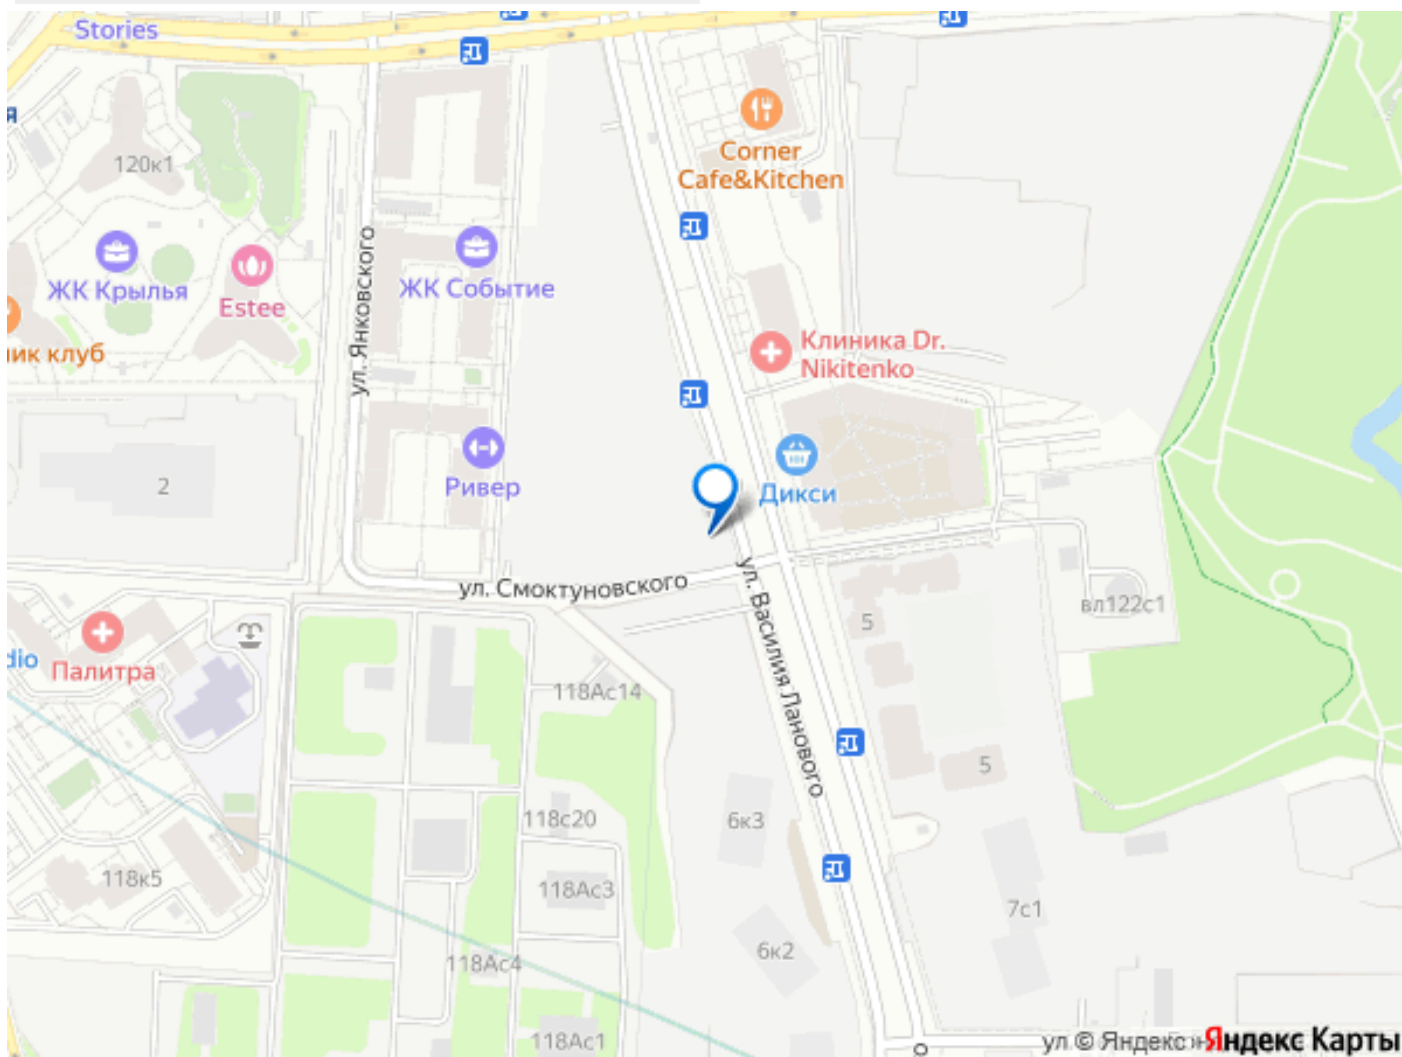 Stories
я
120к1
Corner
Cafe&Kitchen
ул. Янковского
ЖК Крылья
Estee
ЖК Событие
ник клуб
Клиника Dr.
Nikitenko
2
Ривер
Дикси
ул. Смоктуновского
ул. Василия Ланового
вл122с1
5
dio
Палитра
118Ас14
5
118с20
6к3
118к5
118Ас3
7с1
6к2
118Ас4
118Ас1
ул
© Яндекс
Яндекс Карты